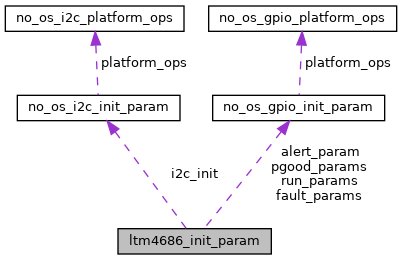 no_os_i2c_platform_ops
no_os_gpio_platform_ops
platform_ops
platform_ops
no_os_i2c_init_param
no_os_gpio_init_param
i2c_init
alert_param
pgood_params
run_params
fault_params
ltm4686_init_param